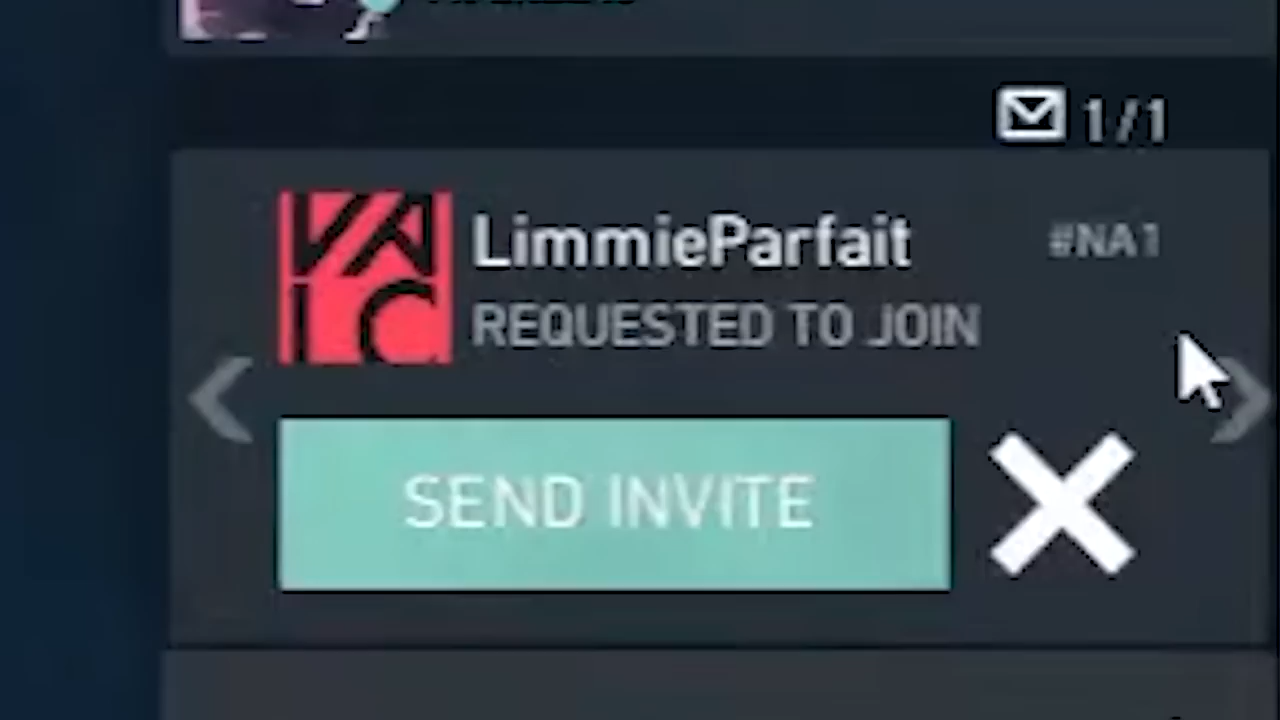 1/1
LimmieParfait #NA1
REQUESTED TO JOIN
SEND INVITE